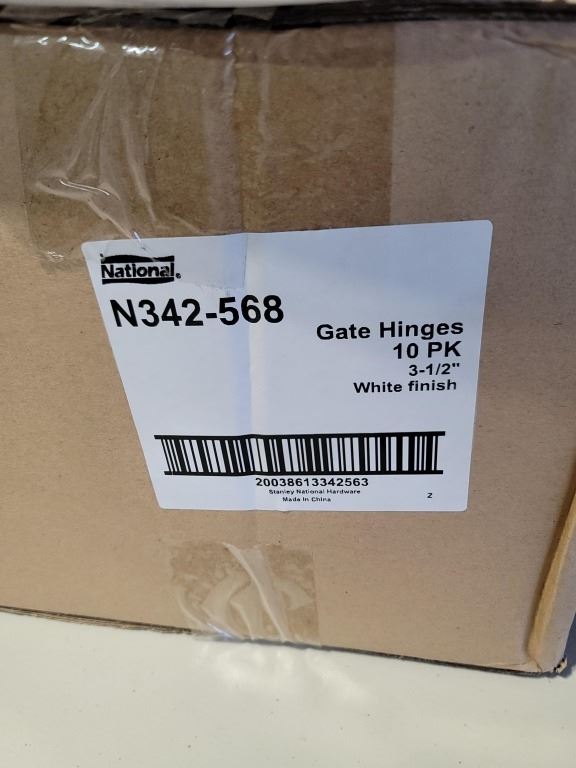 National®
N342-568
Gate Hinges
10 PK
3-1/2"
White finish
20038613342563
Stanley National Hardware
Made In China
Z